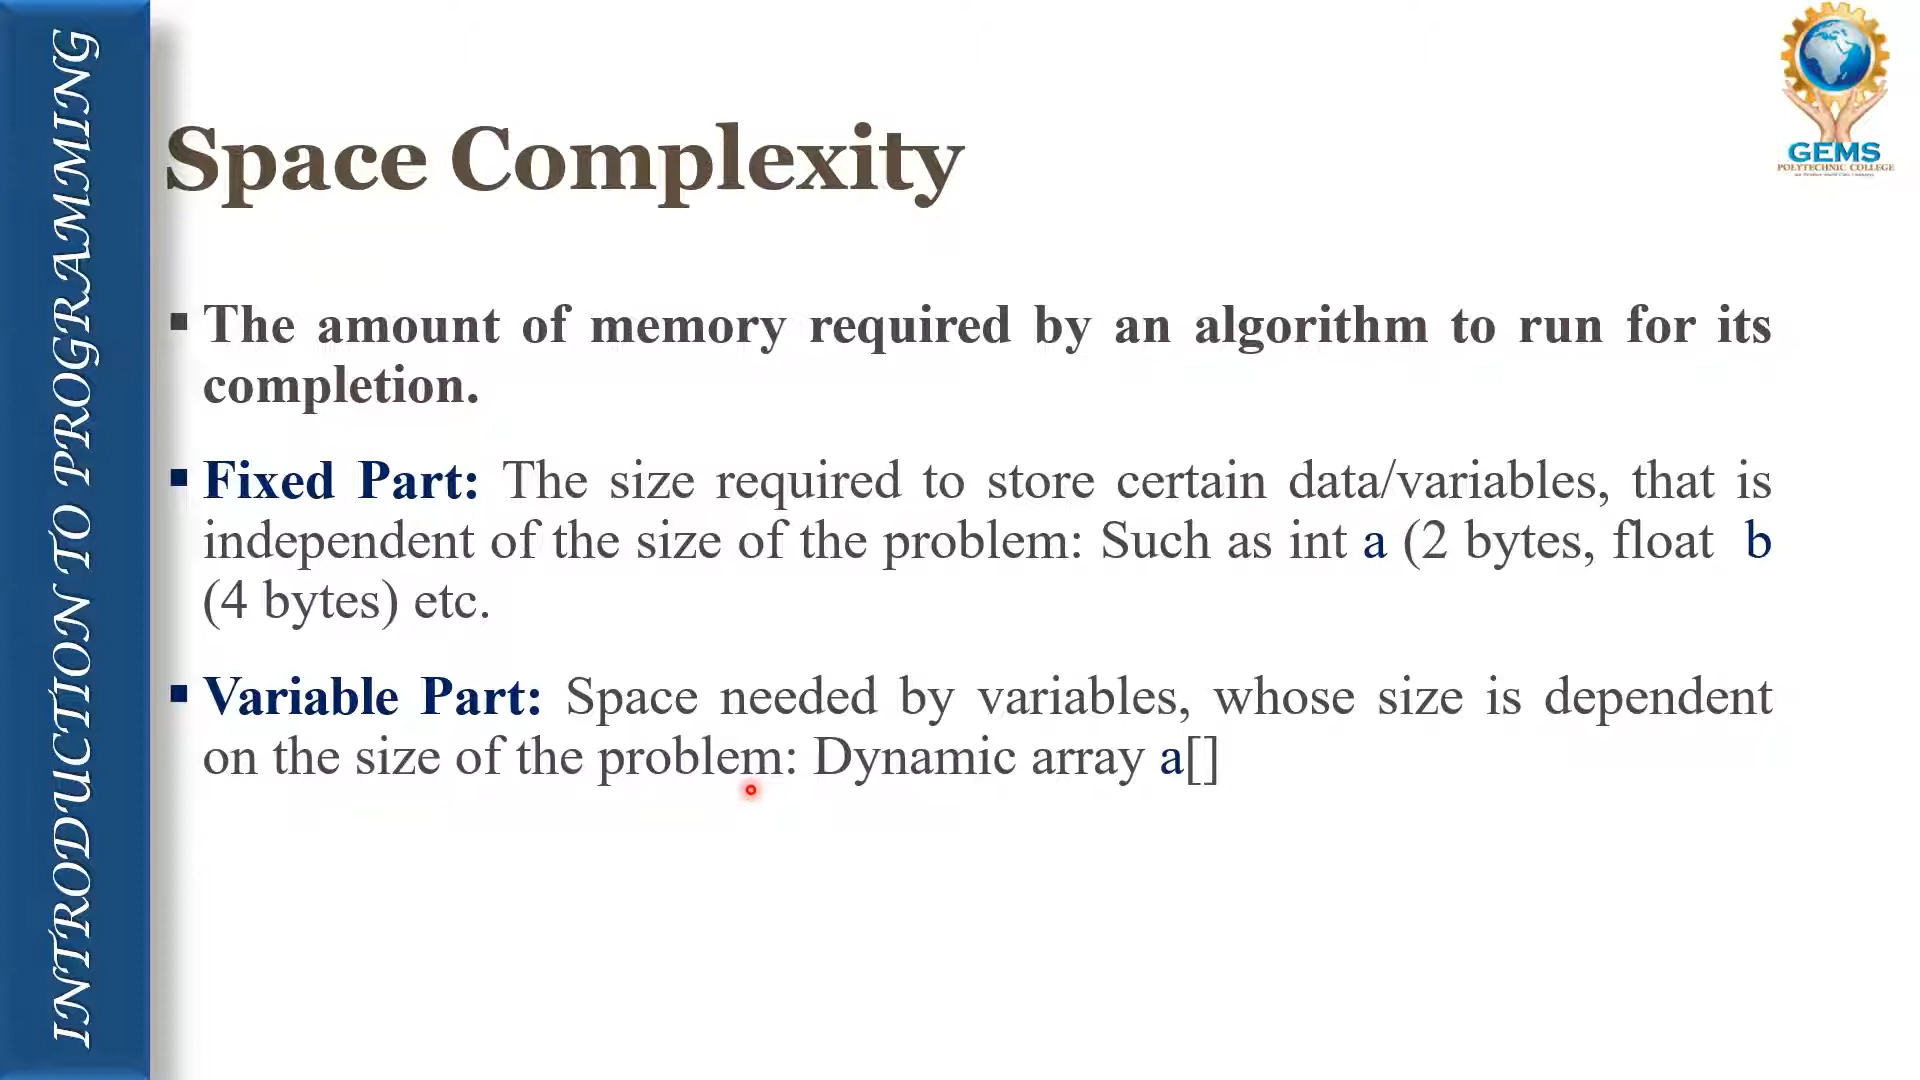 INTRODUCTION TO PROGRAMMING
GEMS
POLYTECHNIC COLLEGE
Space Complexity
▪ The amount of memory required by an algorithm to run for its
completion.
▪ Fixed Part: The size required to store certain data/variables, that is
independent of the size of the problem: Such as int a (2 bytes, float b
(4 bytes) etc.
▪ Variable Part: Space needed by variables, whose size is dependent
on the size of the problem: Dynamic array a[]